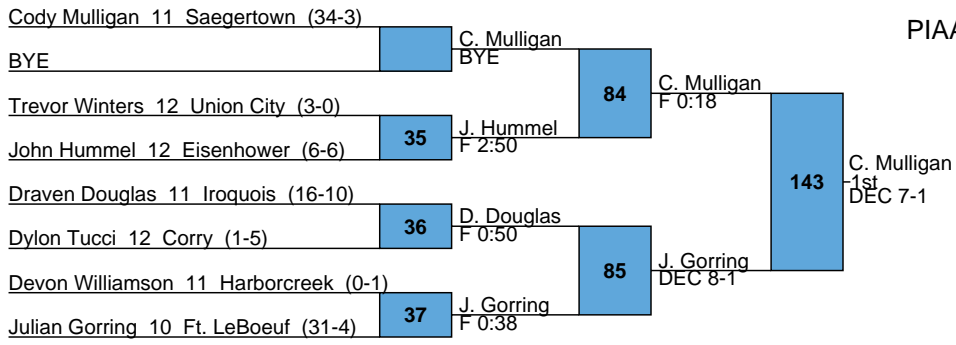 Cody Mulligan 11 Saegertown (34-3)
BYE
Trevor Winters 12 Union City (3-0)
John Hummel 12 Eisenhower (6-6)
Draven Douglas 11 Iroquois (16-10)
Dylon Tucci 12 Corry (1-5)
Devon Williamson 11 Harborcreek (0-1)
Julian Gorring 10 Ft. LeBoeuf (31-4)
35
36
37
C. Mulligan
BYE
J. Hummel
F 2:50
D. Douglas
F 0:50
J. Gorring
F 0:38
84
85
C. Mulligan
F 0:18
J. Gorring
DEC 8-1
143
C. Mulligan
1st
DEC 7-1
PIAA